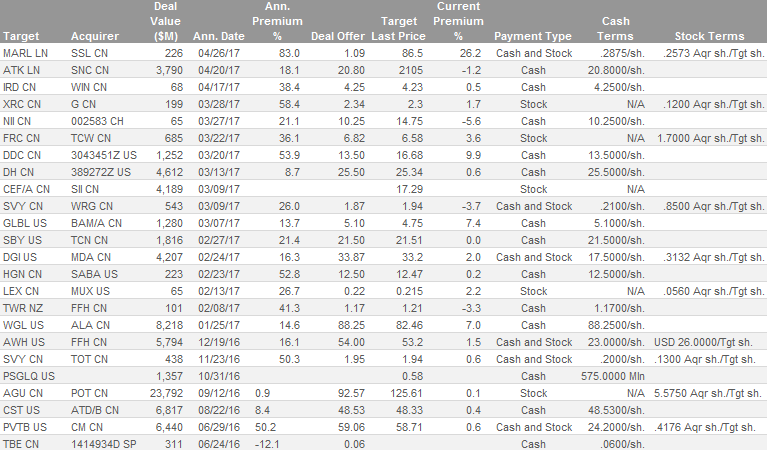 Deal Ann. Current
Value Premium Target Premium Cash
Target Acquirer ($M) Ann. Date % Deal Offer Last Price % Payment Type Terms Stock Terms
MARL LN SSL CN 226 04/26/17 83.0 1.09 86.5 26.2 Cash and Stock .2875/sh. .2573 Aqr sh./Tgt sh.
ATK LN SNC CN 3,790 04/20/17 18.1 20.80 2105 -1.2 Cash 20.8000/sh.
IRD CN WIN CN 68 04/17/17 38.4 4.25 4.23 0.5 Cash 4.2500/sh.
XRC CN G CN 199 03/28/17 58.4 2.34 2.3 1.7 Stock N/A .1200 Aqr sh./Tgt sh.
NII CN 002583 CH 65 03/27/17 21.1 10.25 14.75 -5.6 Cash 10.2500/sh.
FRC CN TCW CN 685 03/22/17 36.1 6.82 6.58 3.6 Stock N/A 1.7000 Aqr sh./Tgt sh.
DDC CN 3043451Z US 1,252 03/20/17 53.9 13.50 16.68 9.9 Cash 13.5000/sh.
DH CN 389272Z US 4,612 03/13/17 8.7 25.50 25.34 0.6 Cash 25.5000/sh.
CEF/A CN SII CN 4,189 03/09/17 17.29 Stock N/A
SVY CN WRG CN 543 03/09/17 26.0 1.87 1.94 -3.7 Cash and Stock .2100/sh. .8500 Aqr sh./Tgt sh.
GLBL US BAM/A CN 1,280 03/07/17 13.7 5.10 4.75 7.4 Cash 5.1000/sh.
SBY US TCN CN 1,816 02/27/17 21.4 21.50 21.51 0.0 Cash 21.5000/sh.
DGI US MDA CN 4,207 02/24/17 16.3 33.87 33.2 2.0 Cash and Stock 17.5000/sh. .3132 Aqr sh./Tgt sh.
HGN CN SABA US 223 02/23/17 52.8 12.50 12.47 0.2 Cash 12.5000/sh.
LEX CN MUX US 65 02/13/17 26.7 0.22 0.215 2.2 Stock N/A .0560 Aqr sh./Tgt sh.
TWR NZ FFH CN 101 02/08/17 41.3 1.17 1.21 -3.3 Cash 1.1700/sh.
WGL US ALA CN 8,218 01/25/17 14.6 88.25 82.46 7.0 Cash 88.2500/sh.
AWH US FFH CN 5,794 12/19/16 16.1 54.00 53.2 1.5 Cash and Stock 23.0000/sh. USD 26.0000/Tgt sh.
SVY CN TOT CN 438 11/23/16 50.3 1.95 1.94 0.6 Cash and Stock .2000/sh. .1300 Aqr sh./Tgt sh.
PSGLQ US 1,357 10/31/16 0.58 Cash 575.0000 Mln
AGU CN POT CN 23,792 09/12/16 0.9 92.57 125.61 0.1 Stock N/A 5.5750 Aqr sh./Tgt sh.
CST US ATD/B CN 6,817 08/22/16 8.4 48.53 48.33 0.4 Cash 48.5300/sh.
PVTB US CM CN 6,440 06/29/16 50.2 59.06 58.71 0.6 Cash and Stock 24.2000/sh. .4176 Aqr sh./Tgt sh.
TBE CN 1414934D SP 311 06/24/16 -12.1 0.06 Cash .0600/sh.